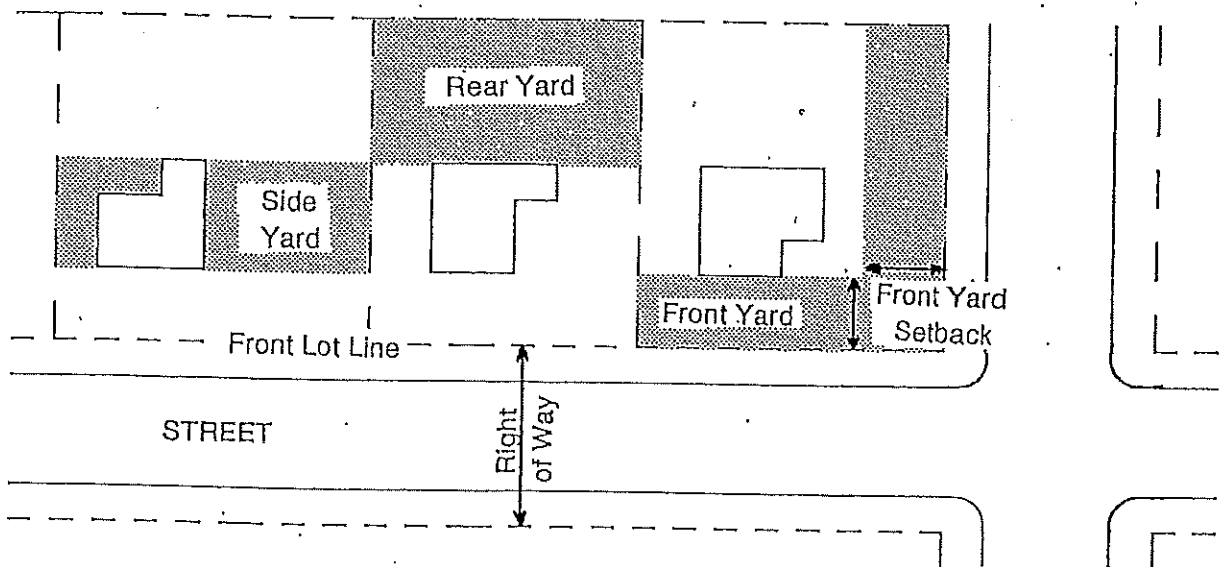 Rear Yard
Side
Yard
Front Yard
Front Yard
Setback
Front Lot Line
STREET
Right
of Way